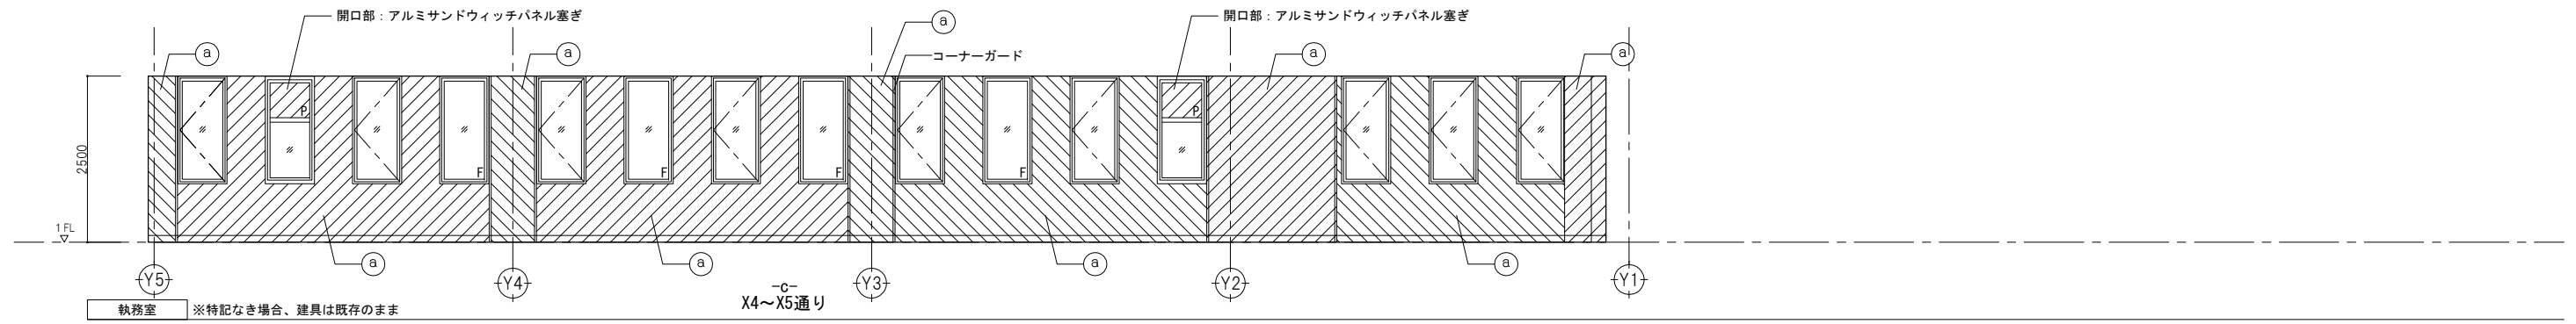 開口部：アルミサンドウィッチパネル塞ぎ
ⓐ
開口部：アルミサンドウィッチパネル塞ぎ
ⓐ
ⓐ
コーナーガード
ⓐ
ⓐ
P
P
2500
F
F
F
F
1FL
ⓐ
ⓐ
ⓐ
ⓐ
Y5
Y4
Y3
Y2
Y1
-c-
X4～X5通り
執務室
※特記なき場合、建具は既存のまま
ⓐ